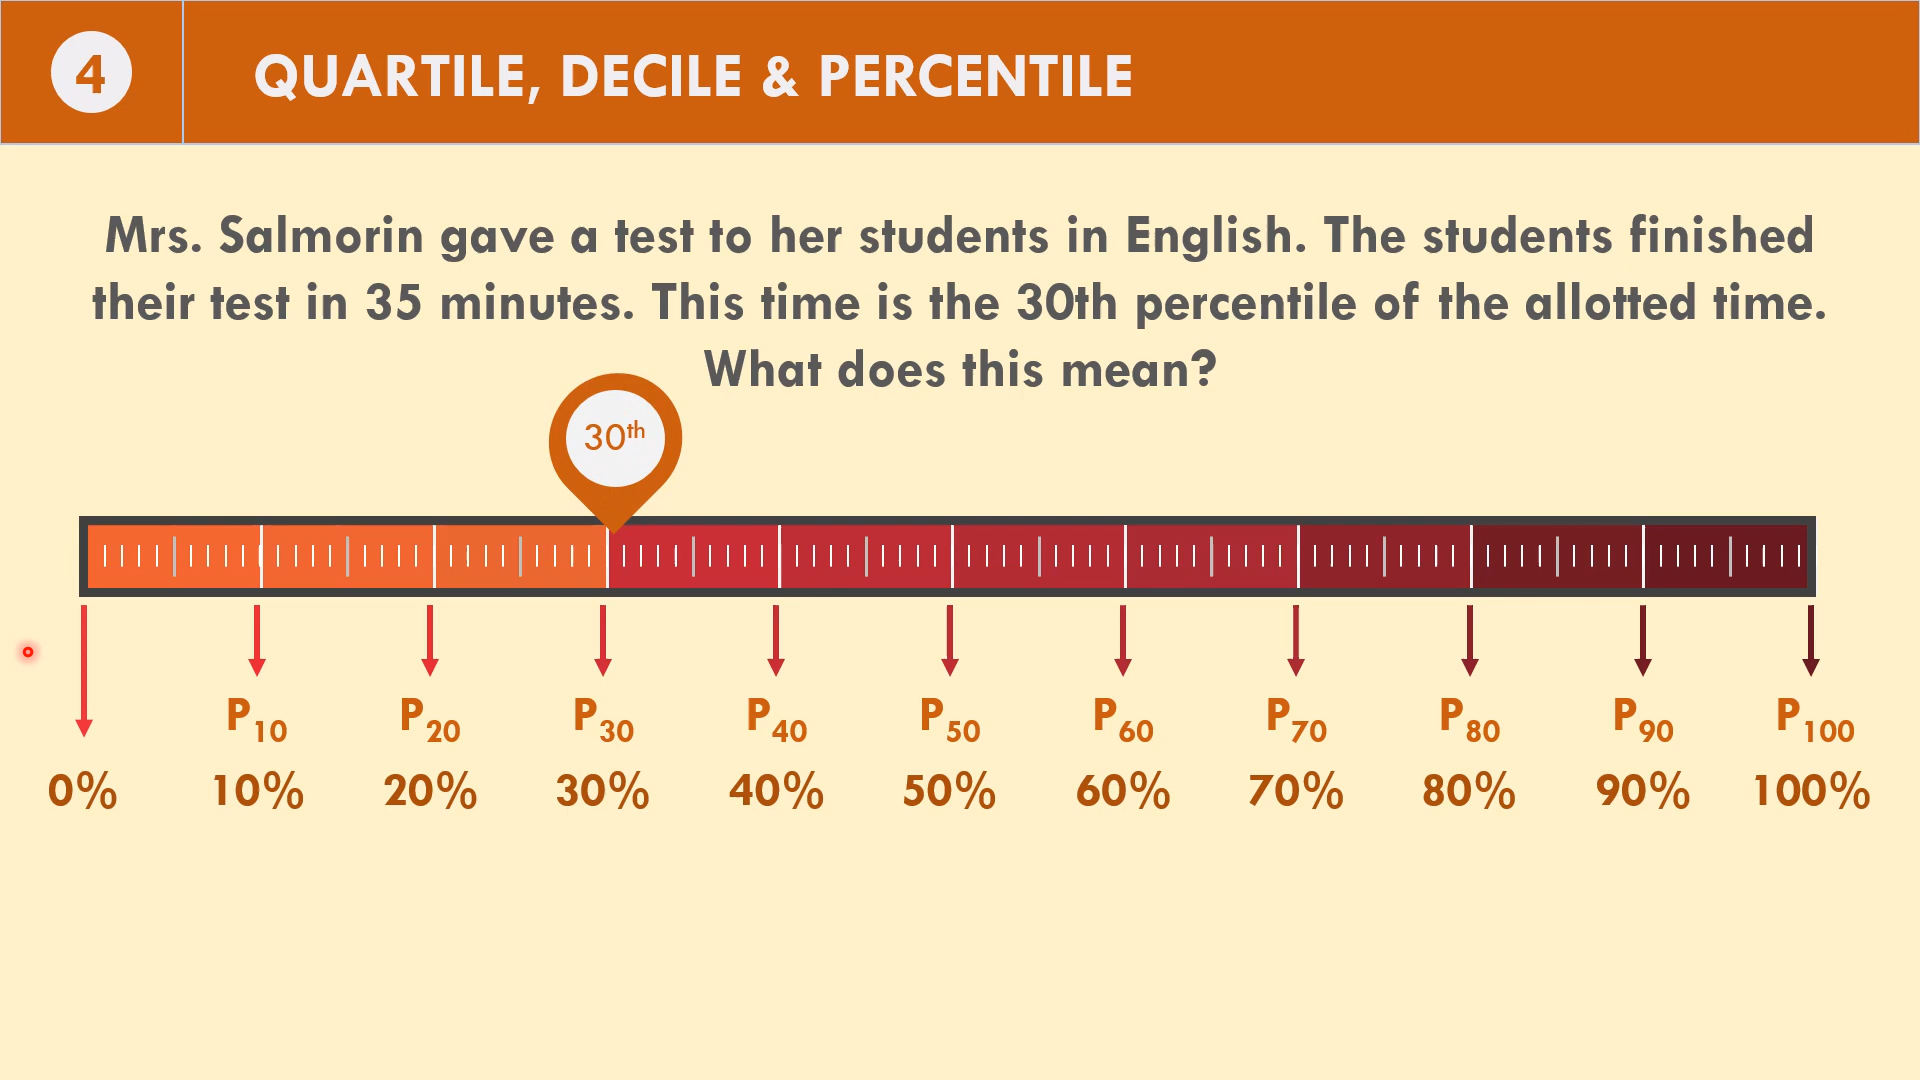 4
QUARTILE, DECILE & PERCENTILE
Mrs. Salmorin gave a test to her students in English. The students finished
their test in 35 minutes. This time is the 30th percentile of the allotted time.
What does this mean?
30th
P10 P20 P30 P40 P50 P60 P70 P80 P90 P100
0% 10% 20% 30% 40% 50% 60% 70% 80% 90% 100%